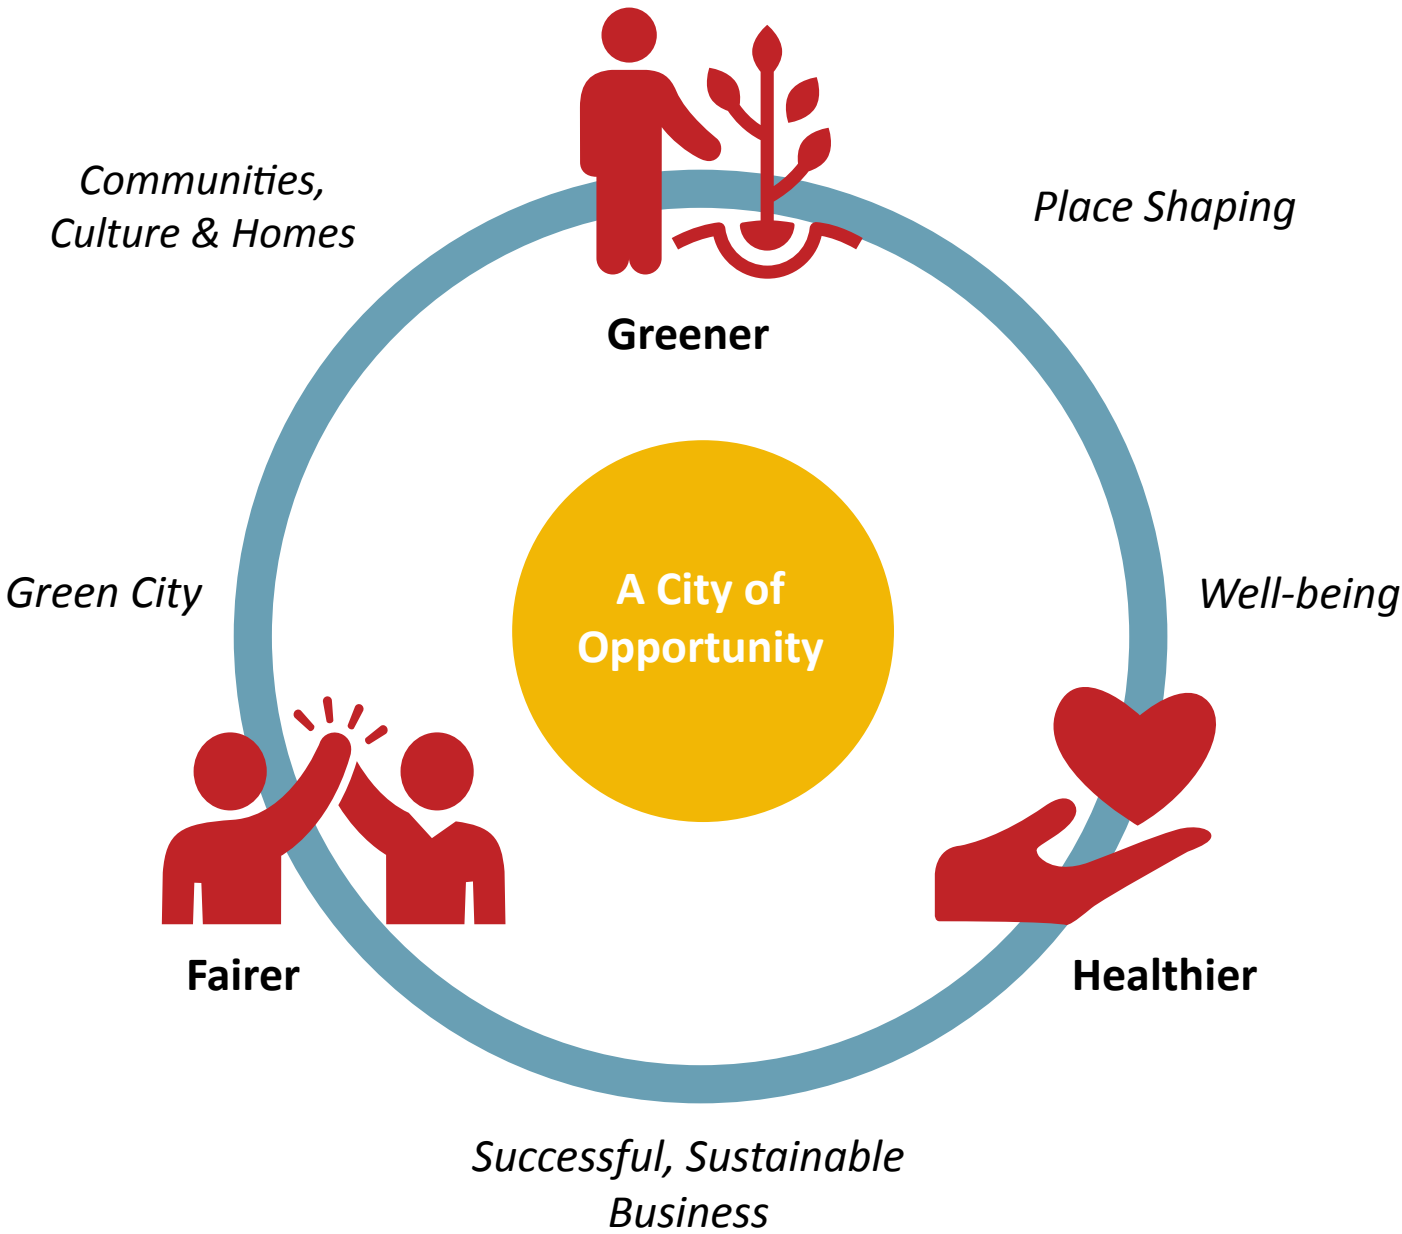 Communities,
Culture & Homes
Place Shaping
Greener
Green City
A City of
Opportunity
Well-being
Fairer
Healthier
Successful, Sustainable
Business